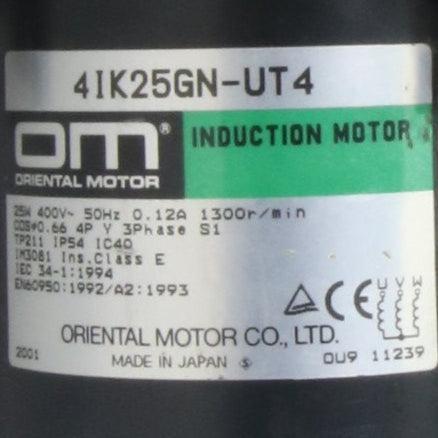 4IK25GN-UT4
OM®
ORIENTAL MOTOR
INDUCTION MOTOR
25W 400V~ 50Hz 0.12A 1300r/min
COSφ0.66 4P Y 3Phase S1
TP211 IP54 IC40
IM3081 Ins.Class E
IEC 34-1:1994
EN60950:1992/A2:1993
CE
U V W
ORIENTAL MOTOR CO., LTD.
2001
MADE IN JAPAN Ⓢ
0U9 11239